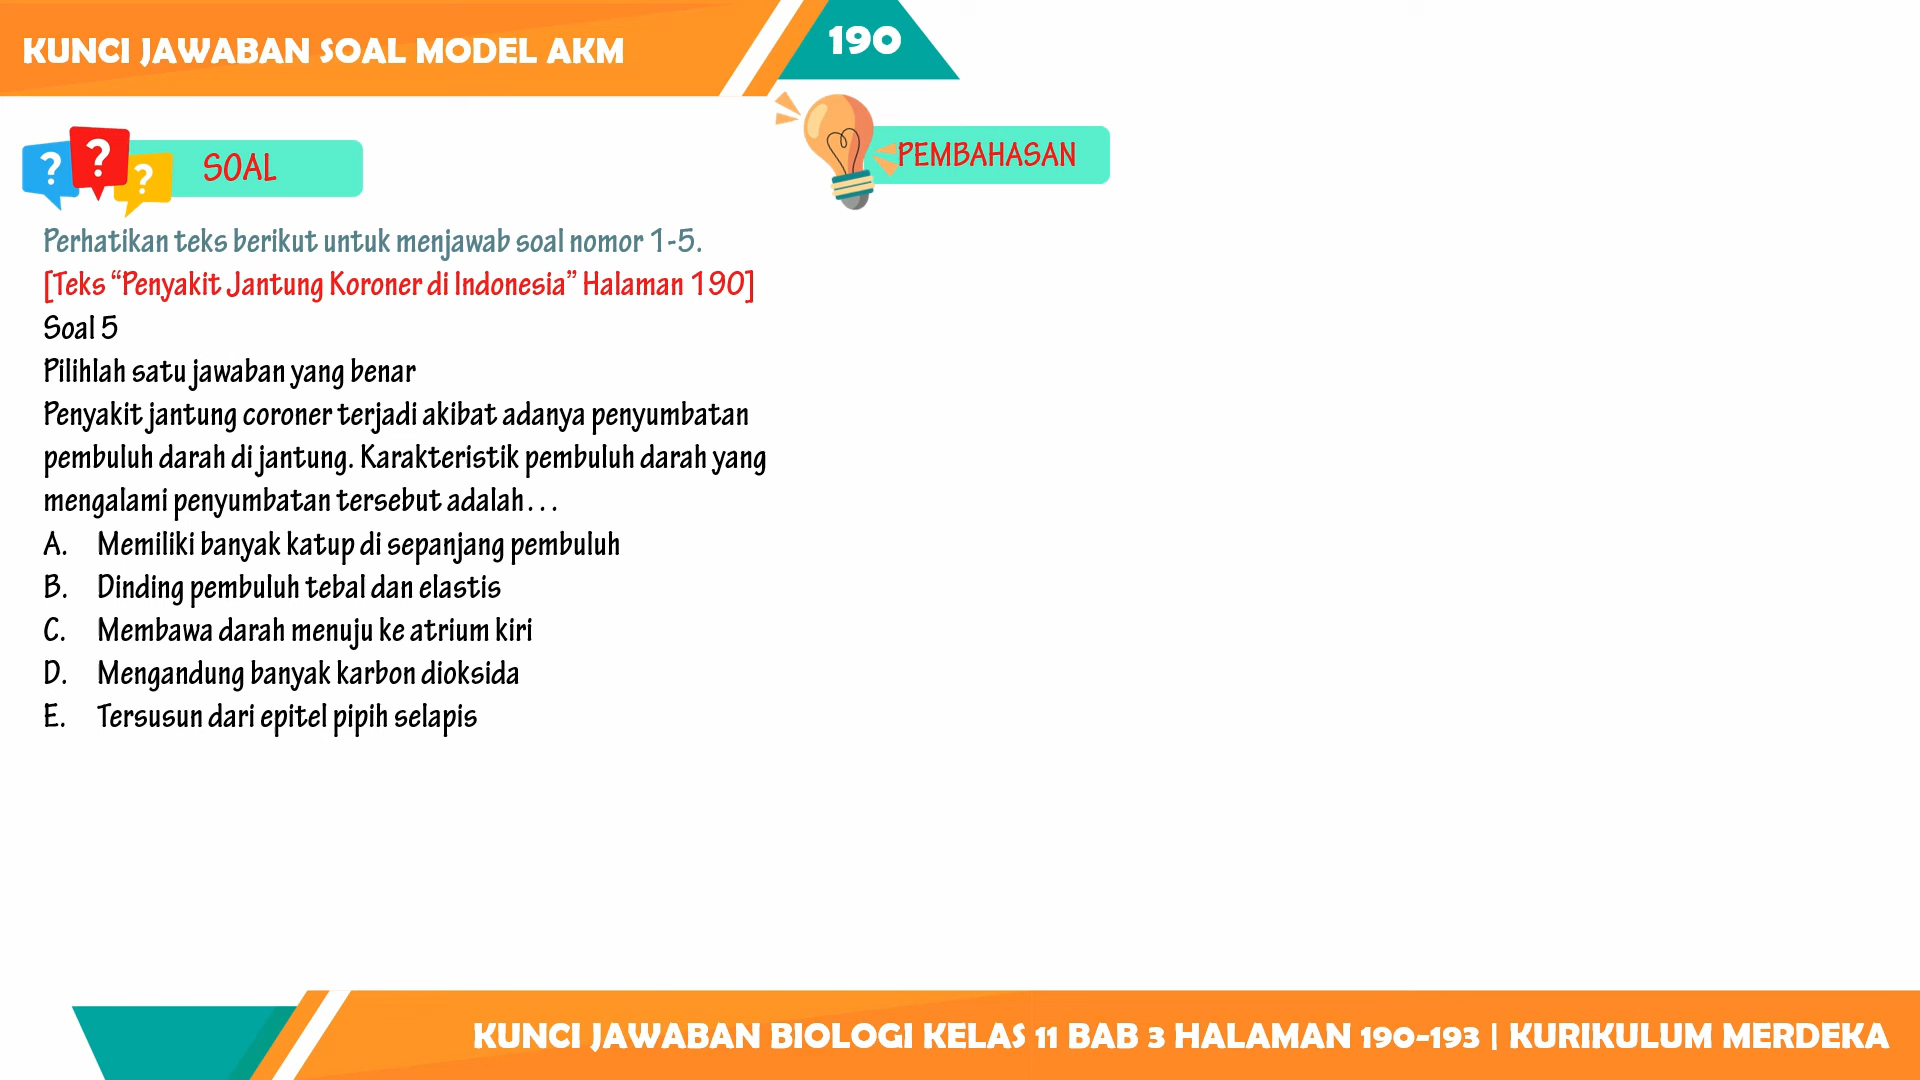 KUNCI JAWABAN SOAL MODEL AKM
190
? ? ?
SOAL
PEMBAHASAN
Perhatikan teks berikut untuk menjawab soal nomor 1-5.
[Teks “Penyakit Jantung Koroner di Indonesia” Halaman 190]
Soal 5
Pilihlah satu jawaban yang benar
Penyakit jantung coroner terjadi akibat adanya penyumbatan
pembuluh darah di jantung. Karakteristik pembuluh darah yang
mengalami penyumbatan tersebut adalah...
A. Memiliki banyak katup di sepanjang pembuluh
B. Dinding pembuluh tebal dan elastis
C. Membawa darah menuju ke atrium kiri
D. Mengandung banyak karbon dioksida
E. Tersusun dari epitel pipih selapis
KUNCI JAWABAN BIOLOGI KELAS 11 BAB 3 HALAMAN 190-193 | KURIKULUM MERDEKA